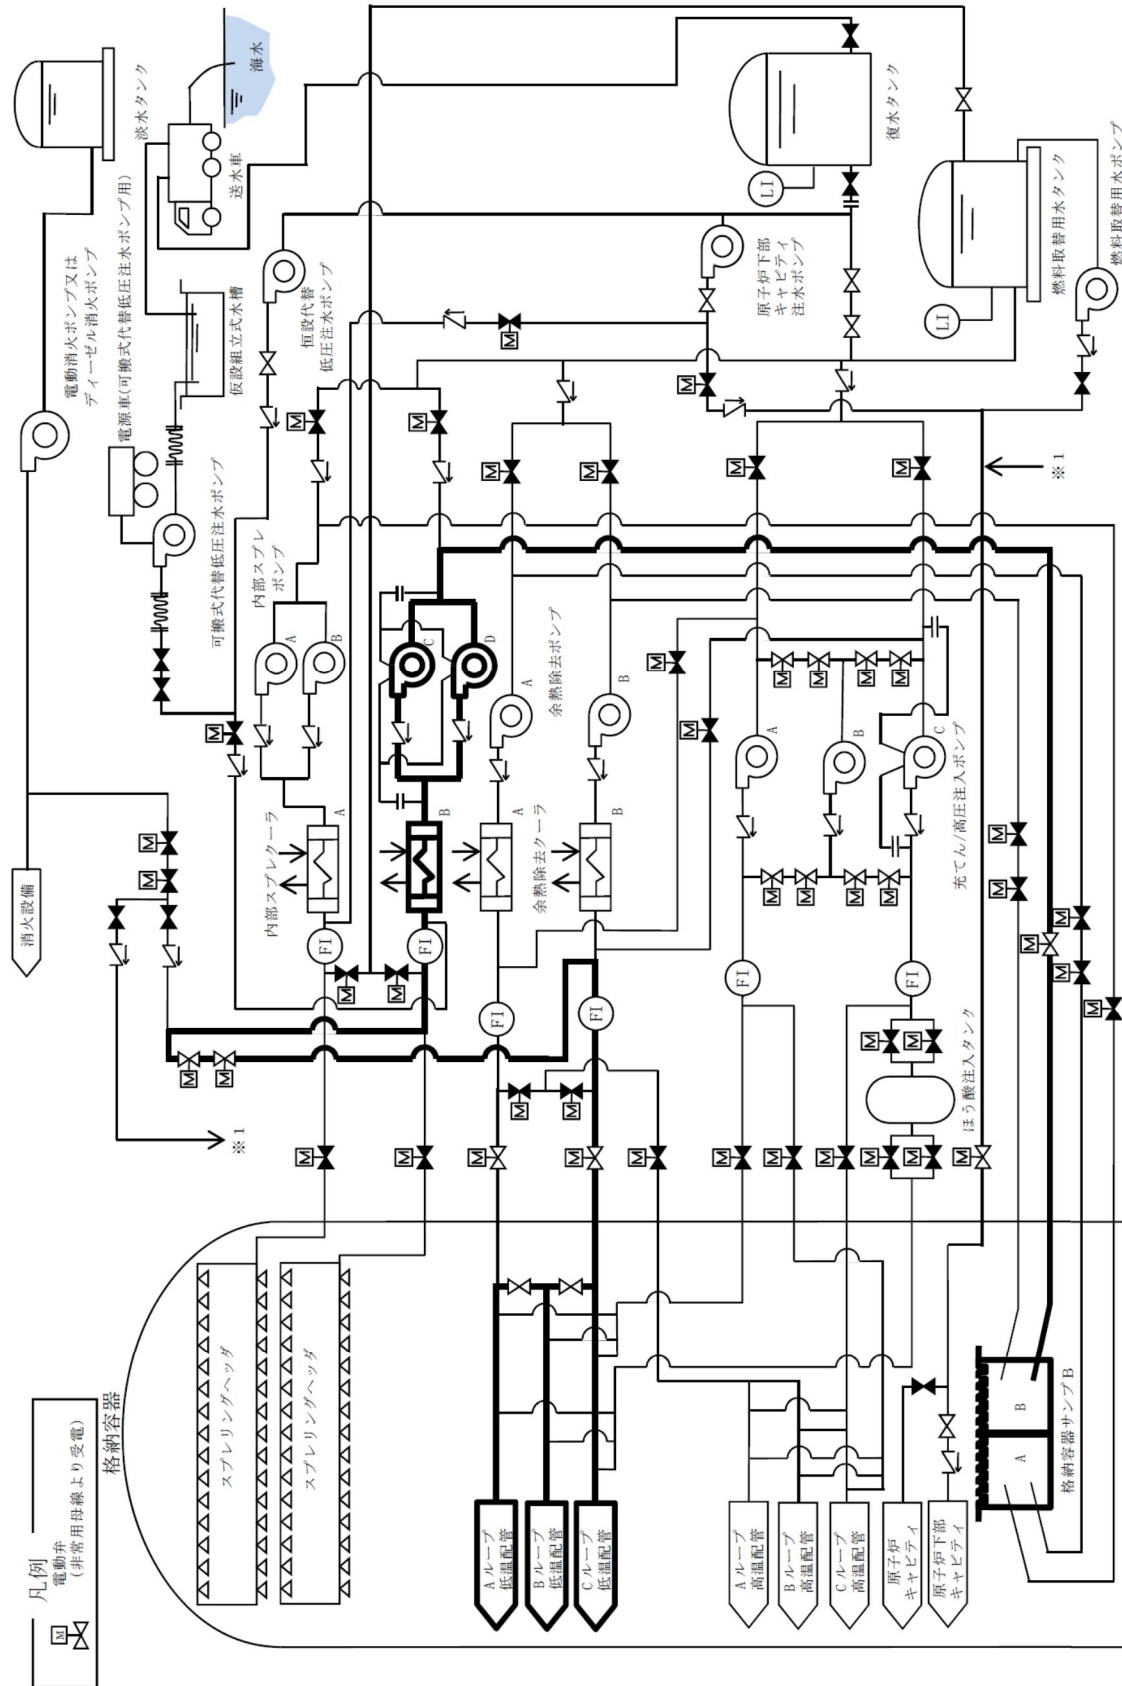 凡例
電動弁
(非常用母線より受電)
M
格納容器
消火設備
電動消火ポンプ又は
ディーゼル消火ポンプ
淡水タンク
海水
送水車
電源車(可搬式代替低圧注水ポンプ用)
仮設組立式水槽
可搬式代替低圧注水ポンプ
恒設代替
低圧注水ポンプ
復水タンク
LI
原子炉下部
キャビティ
注水ポンプ
燃料取替用水タンク
LI
燃料取替用水ポンプ
※1
内部スプレ
ポンプ
A
B
C
D
内部スプレクーラ
A
B
余熱除去ポンプ
A
B
余熱除去クーラ
A
B
充てん/高圧注入ポンプ
A
B
C
FI
FI
FI
FI
FI
FI
ほう酸注入タンク
※1
スプレリングヘッダ
スプレリングヘッダ
Aループ
低温配管
Bループ
低温配管
Cループ
低温配管
Aループ
高温配管
Bループ
高温配管
Cループ
高温配管
原子炉
キャビティ
原子炉下部
キャビティ
A
B
格納容器サンプB